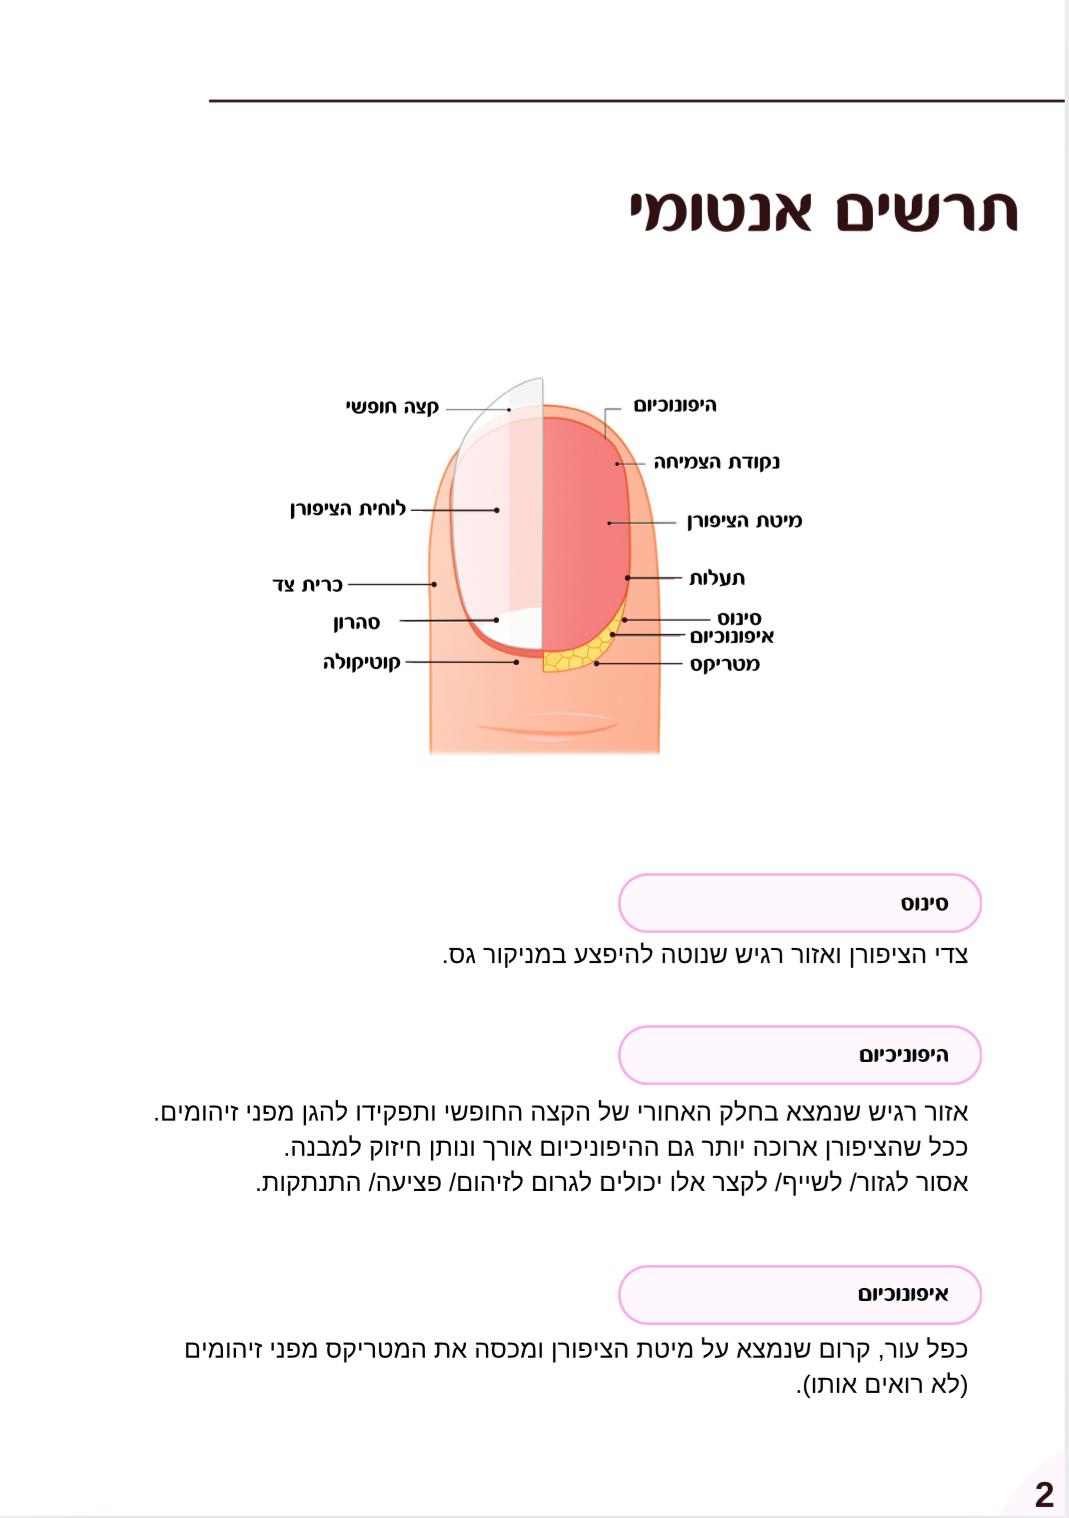 תרשים אנטומי
היפונוכיום
קצה חופשי
נקודת הצמיחה
לוחית הציפורן
מיטת הציפורן
תעלות
כרית צד
סינוס
סהרון
איפונוכיום
מטריקס
קוטיקולה
סינוס
צדי הציפורן ואזור רגיש שנוטה להיפצע במניקור גס.
היפוניכיום
אזור רגיש שנמצא בחלק האחורי של הקצה החופשי ותפקידו להגן מפני זיהומים.
ככל שהציפורן ארוכה יותר גם ההיפוניכיום אורך ונותן חיזוק למבנה.
אסור לגזור/ לשייף/ לקצר אלו יכולים לגרום לזיהום/ פציעה/ התנתקות.
איפונוכיום
כפל עור, קרום שנמצא על מיטת הציפורן ומכסה את המטריקס מפני זיהומים
(לא רואים אותו).
2